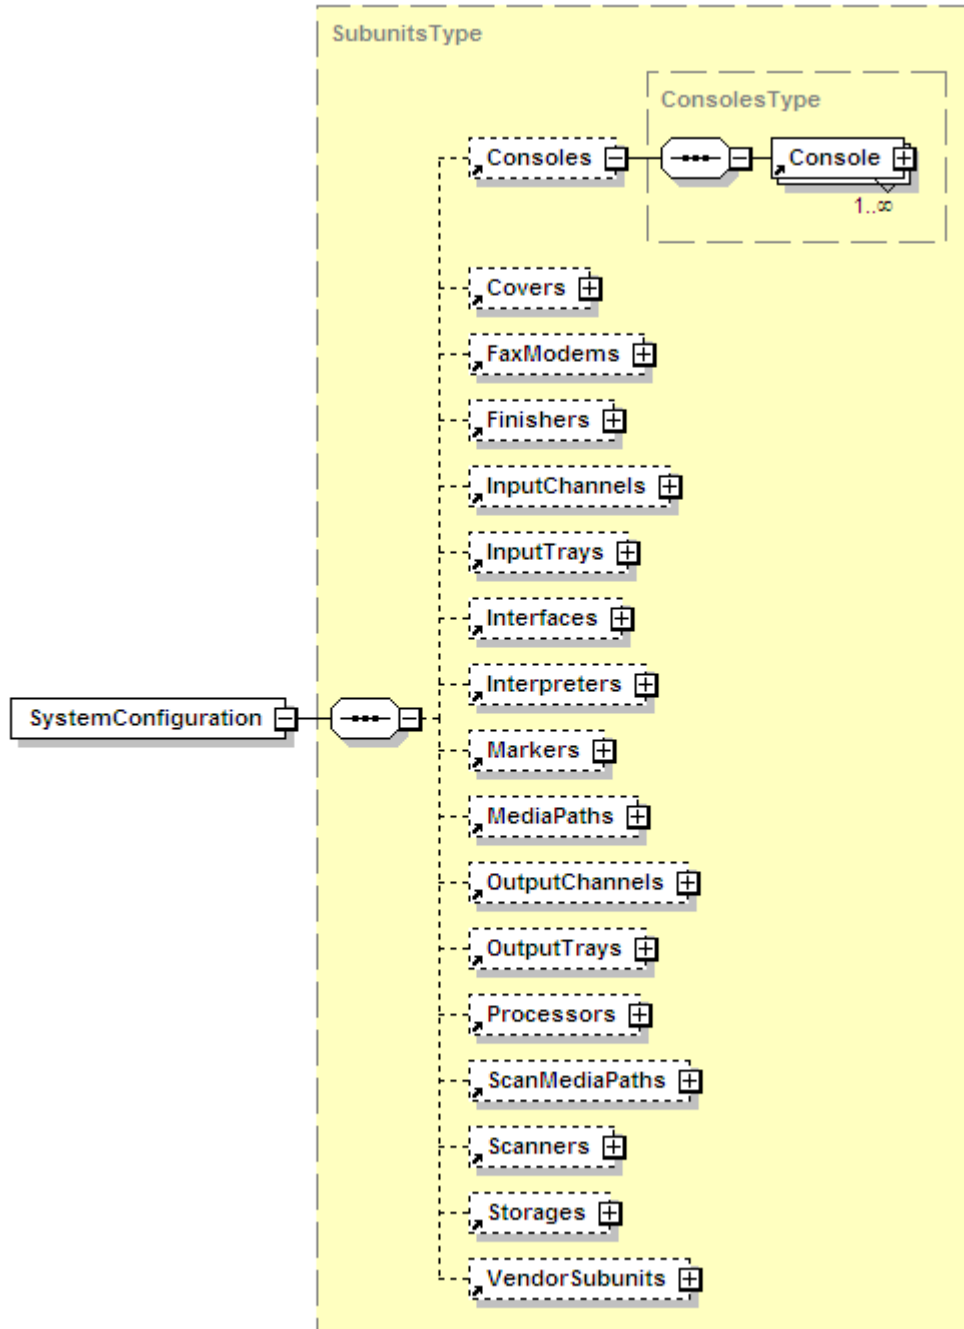 SubunitsType
ConsolesType
Consoles
Console
1..∞
Covers
FaxModems
Finishers
InputChannels
InputTrays
Interfaces
Interpreters
SystemConfiguration
Markers
MediaPaths
OutputChannels
OutputTrays
Processors
ScanMediaPaths
Scanners
Storages
VendorSubunits